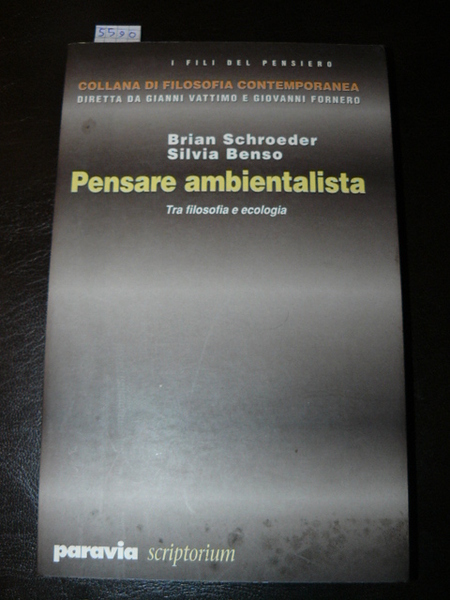 5590
I FILI DEL PENSIERO
COLLANA DI FILOSOFIA CONTEMPORANEA
DIRETTA DA GIANNI VATTIMO E GIOVANNI FORNERO
Brian Schroeder
Silvia Benso
Pensare ambientalista
Tra filosofia e ecologia
paravia scriptorium